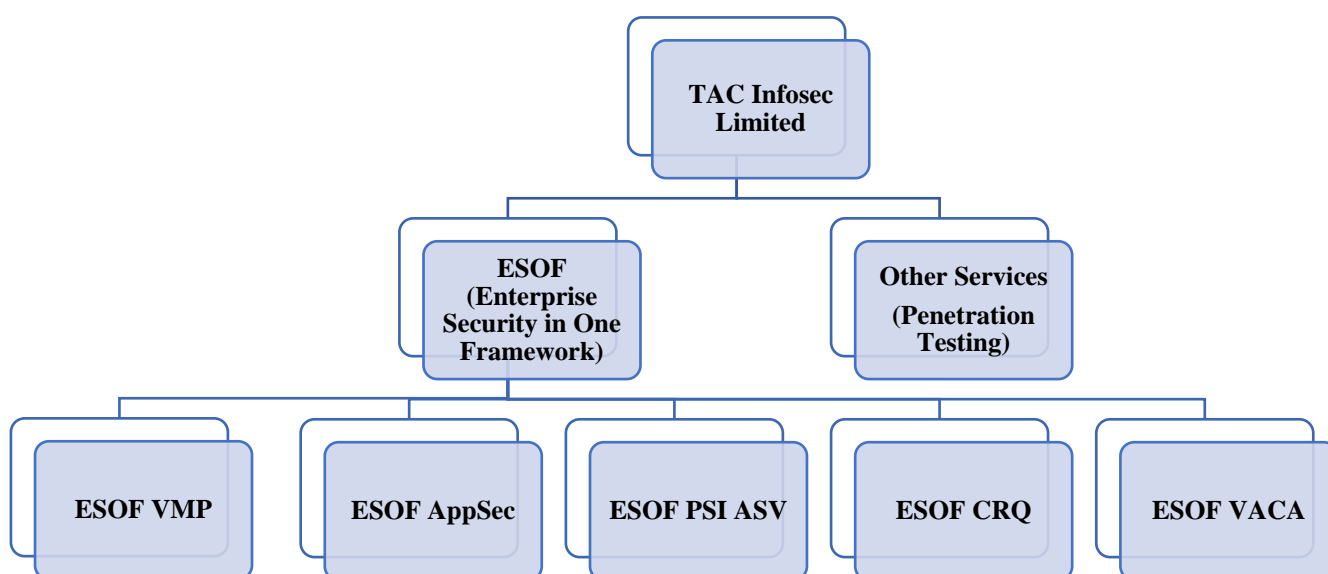 TAC Infosec
Limited
ESOF
(Enterprise
Security in One
Framework)
Other Services
(Penetration
Testing)
ESOF VMP
ESOF AppSec
ESOF PSI ASV
ESOF CRQ
ESOF VACA